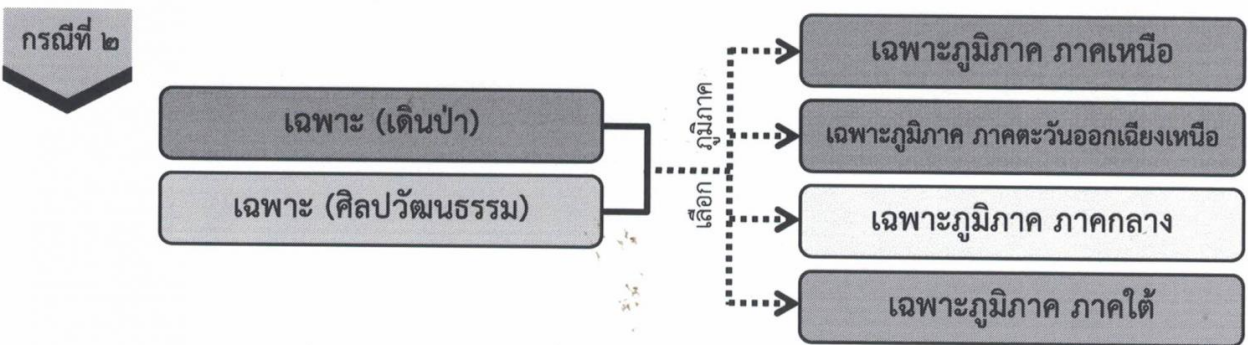 กรณีที่ ๒
เฉพาะ (เดินป่า)
เฉพาะ (ศิลปวัฒนธรรม)
เลือก ภูมิภาค
เฉพาะภูมิภาค ภาคเหนือ
เฉพาะภูมิภาค ภาคตะวันออกเฉียงเหนือ
เฉพาะภูมิภาค ภาคกลาง
เฉพาะภูมิภาค ภาคใต้